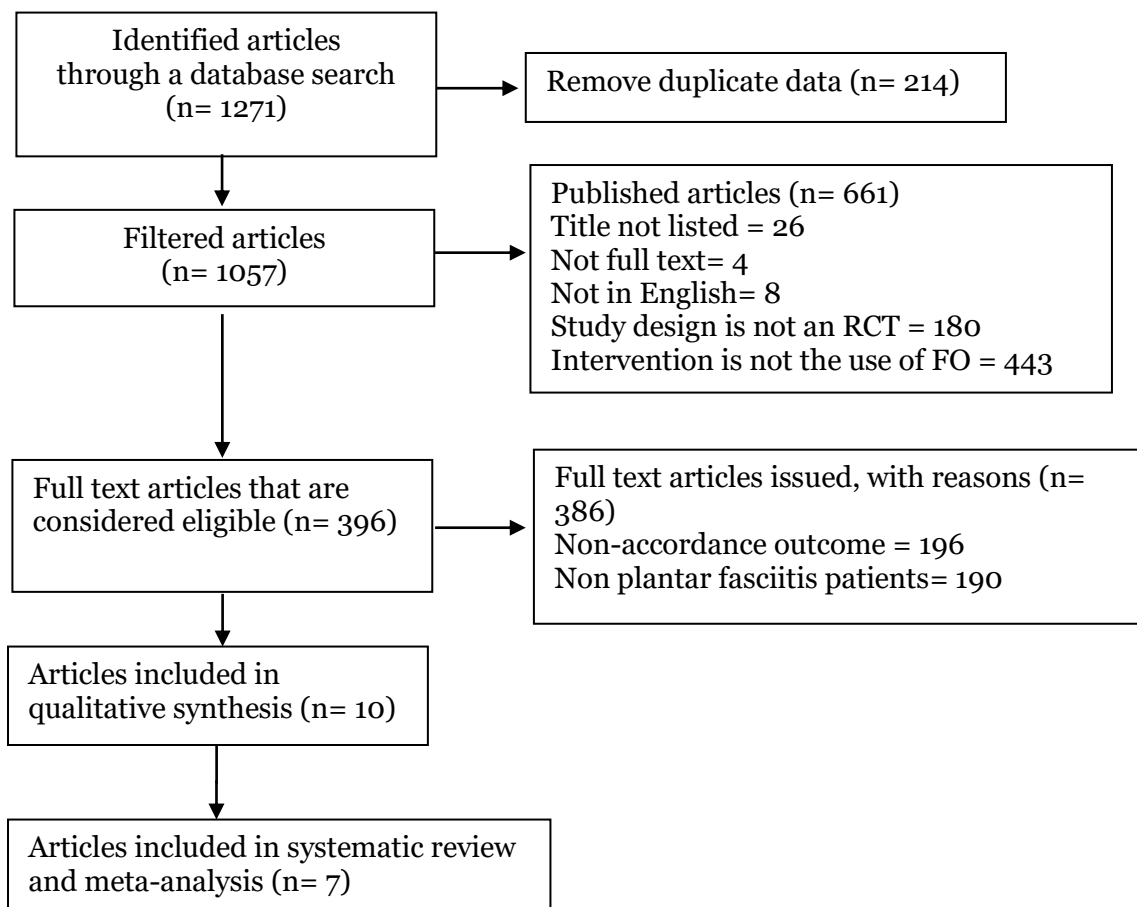 Identified articles
through a database search
(n= 1271)
Remove duplicate data (n= 214)
Filtered articles
(n= 1057)
Published articles (n= 661)
Title not listed = 26
Not full text= 4
Not in English= 8
Study design is not an RCT = 180
Intervention is not the use of FO = 443
Full text articles that are
considered eligible (n= 396)
Full text articles issued, with reasons (n=
386)
Non-accordance outcome = 196
Non plantar fasciitis patients= 190
Articles included in
qualitative synthesis (n= 10)
Articles included in systematic review
and meta-analysis (n= 7)